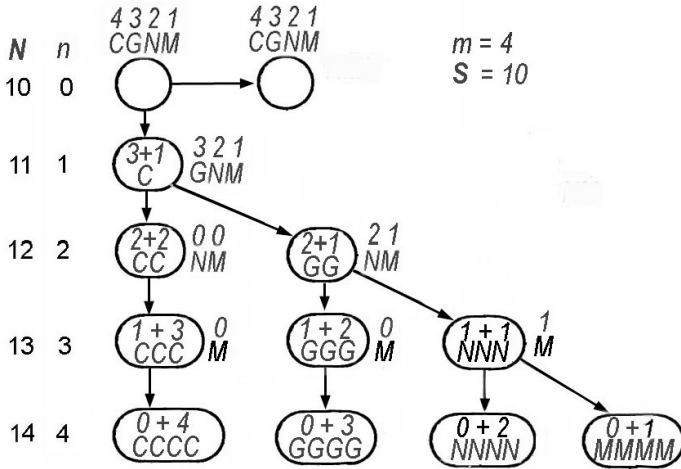 4 3 2 1 4 3 2 1
CGNM CGNM
N n
m = 4
10 0
S = 10
3+1 3 2 1
11 1 C GNM
2+2 0 0 2+1 2 1
12 2 CC NM GG NM
1 + 3 0 1 + 2 0 1 + 1 1
13 3 CCC M GGG M NNN M
0 + 4 0 + 3 0 + 2 0 + 1
14 4 CCCC GGGG NNNN MMMM